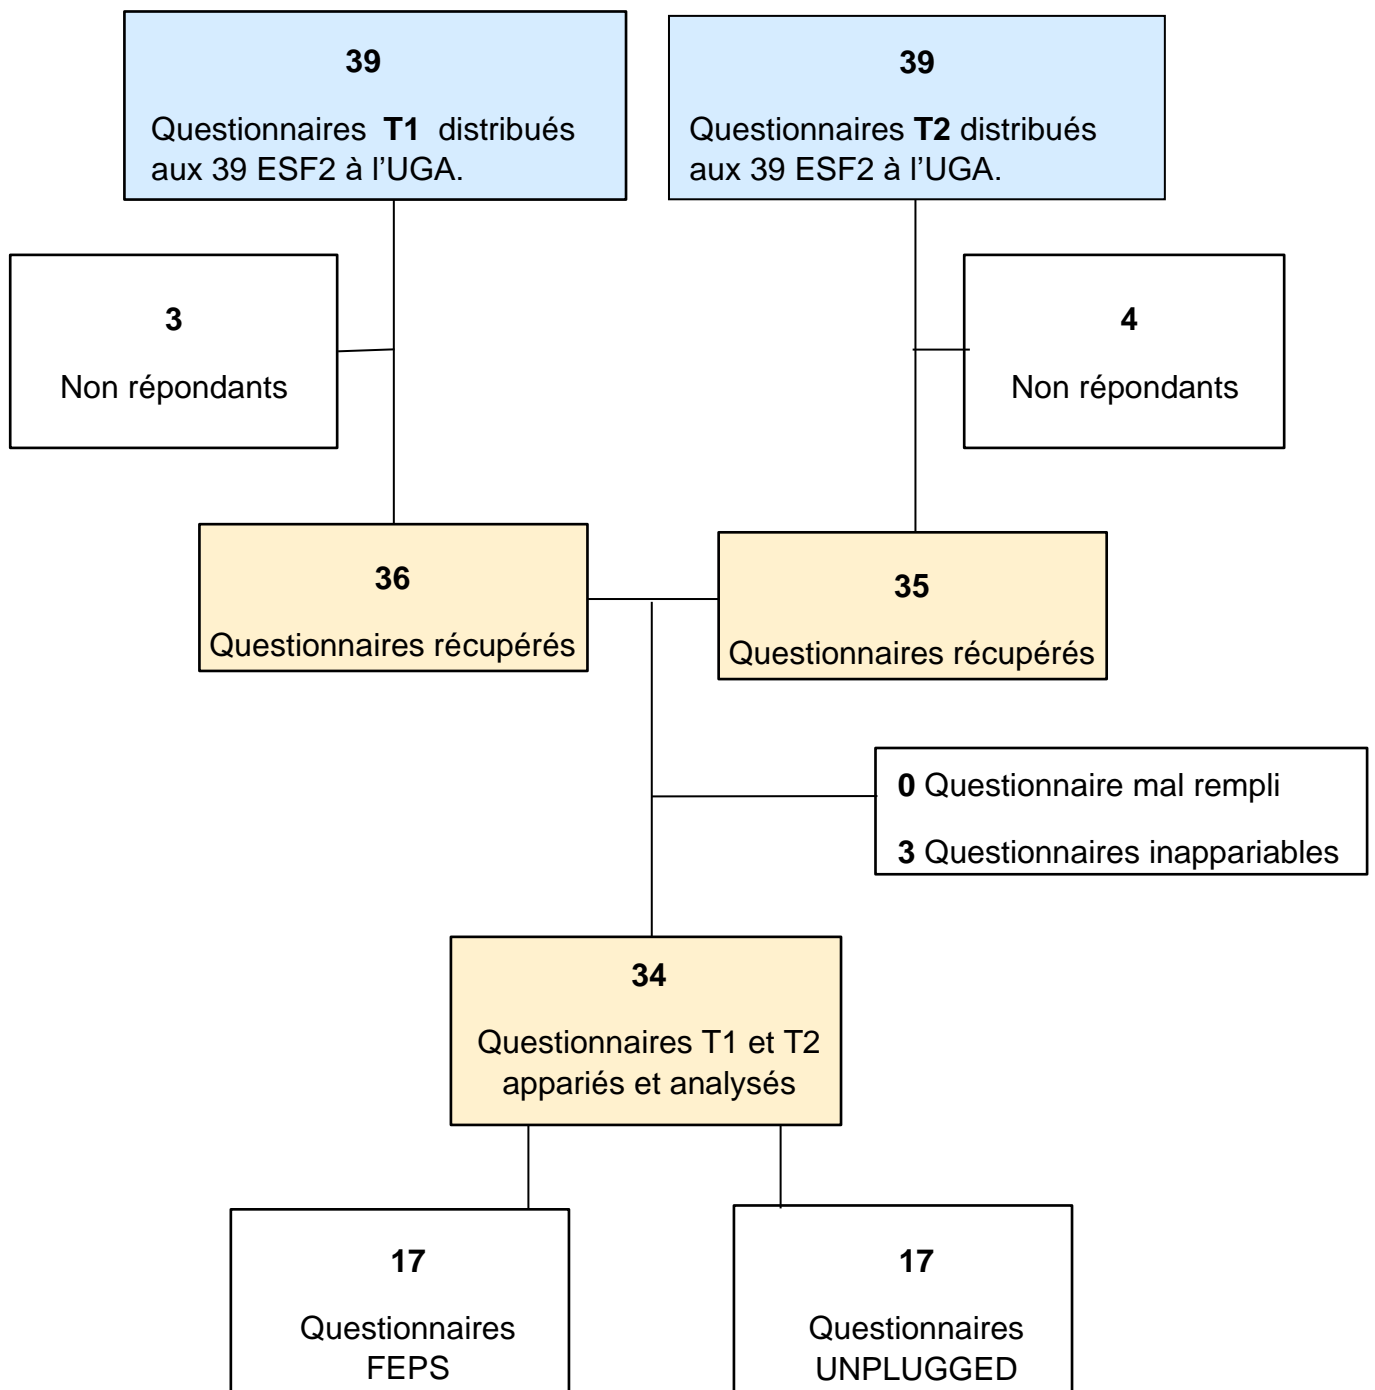 39
Questionnaires T1 distribués
aux 39 ESF2 à l’UGA.
39
Questionnaires T2 distribués
aux 39 ESF2 à l’UGA.
3
Non répondants
4
Non répondants
36
Questionnaires récupérés
35
Questionnaires récupérés
0 Questionnaire mal rempli
3 Questionnaires inappariables
34
Questionnaires T1 et T2
appariés et analysés
17
Questionnaires
FEPS
17
Questionnaires
UNPLUGGED